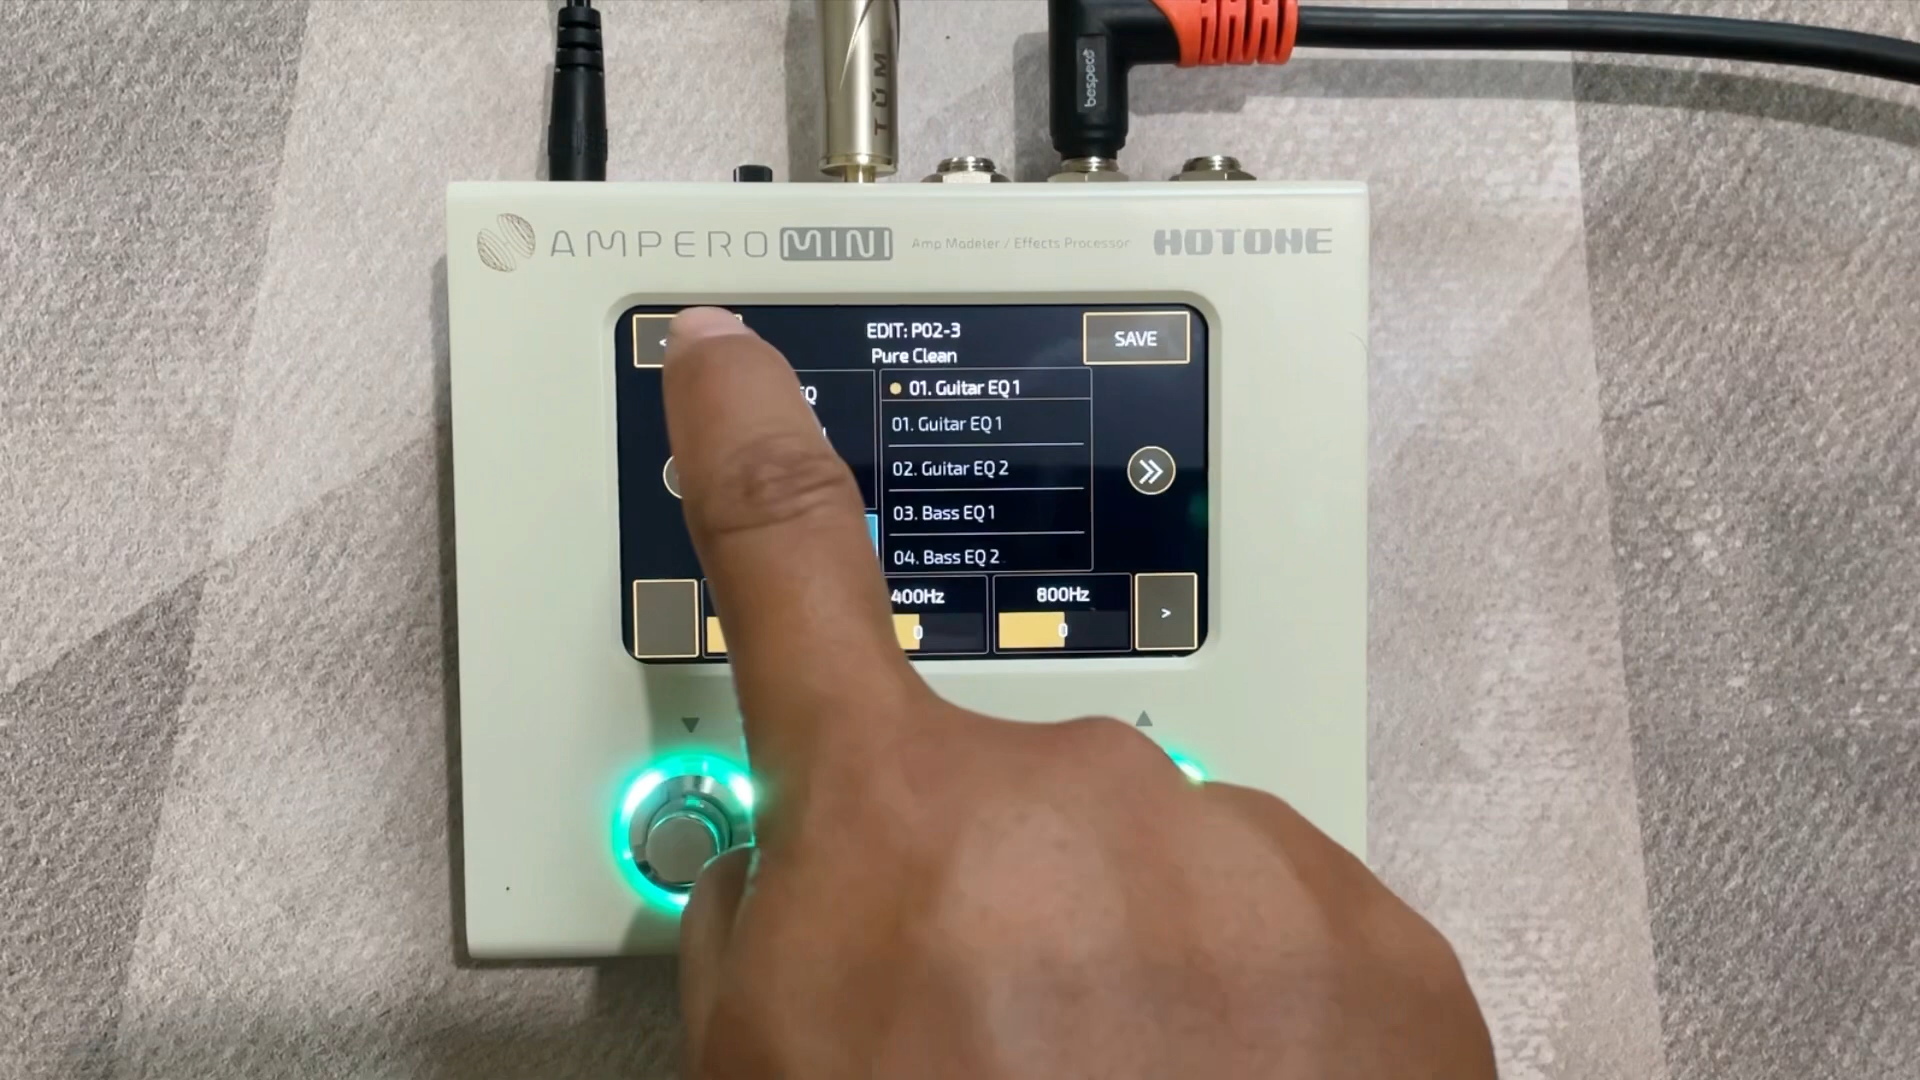 TŪM
bespeco
AMPERO MINI Amp Modeler / Effects Processor HOTONE
<
EDIT: P02-3
Pure Clean
SAVE
01. Guitar EQ 1
01. Guitar EQ 1
02. Guitar EQ 2
03. Bass EQ 1
04. Bass EQ 2
400Hz
0
800Hz
0
>